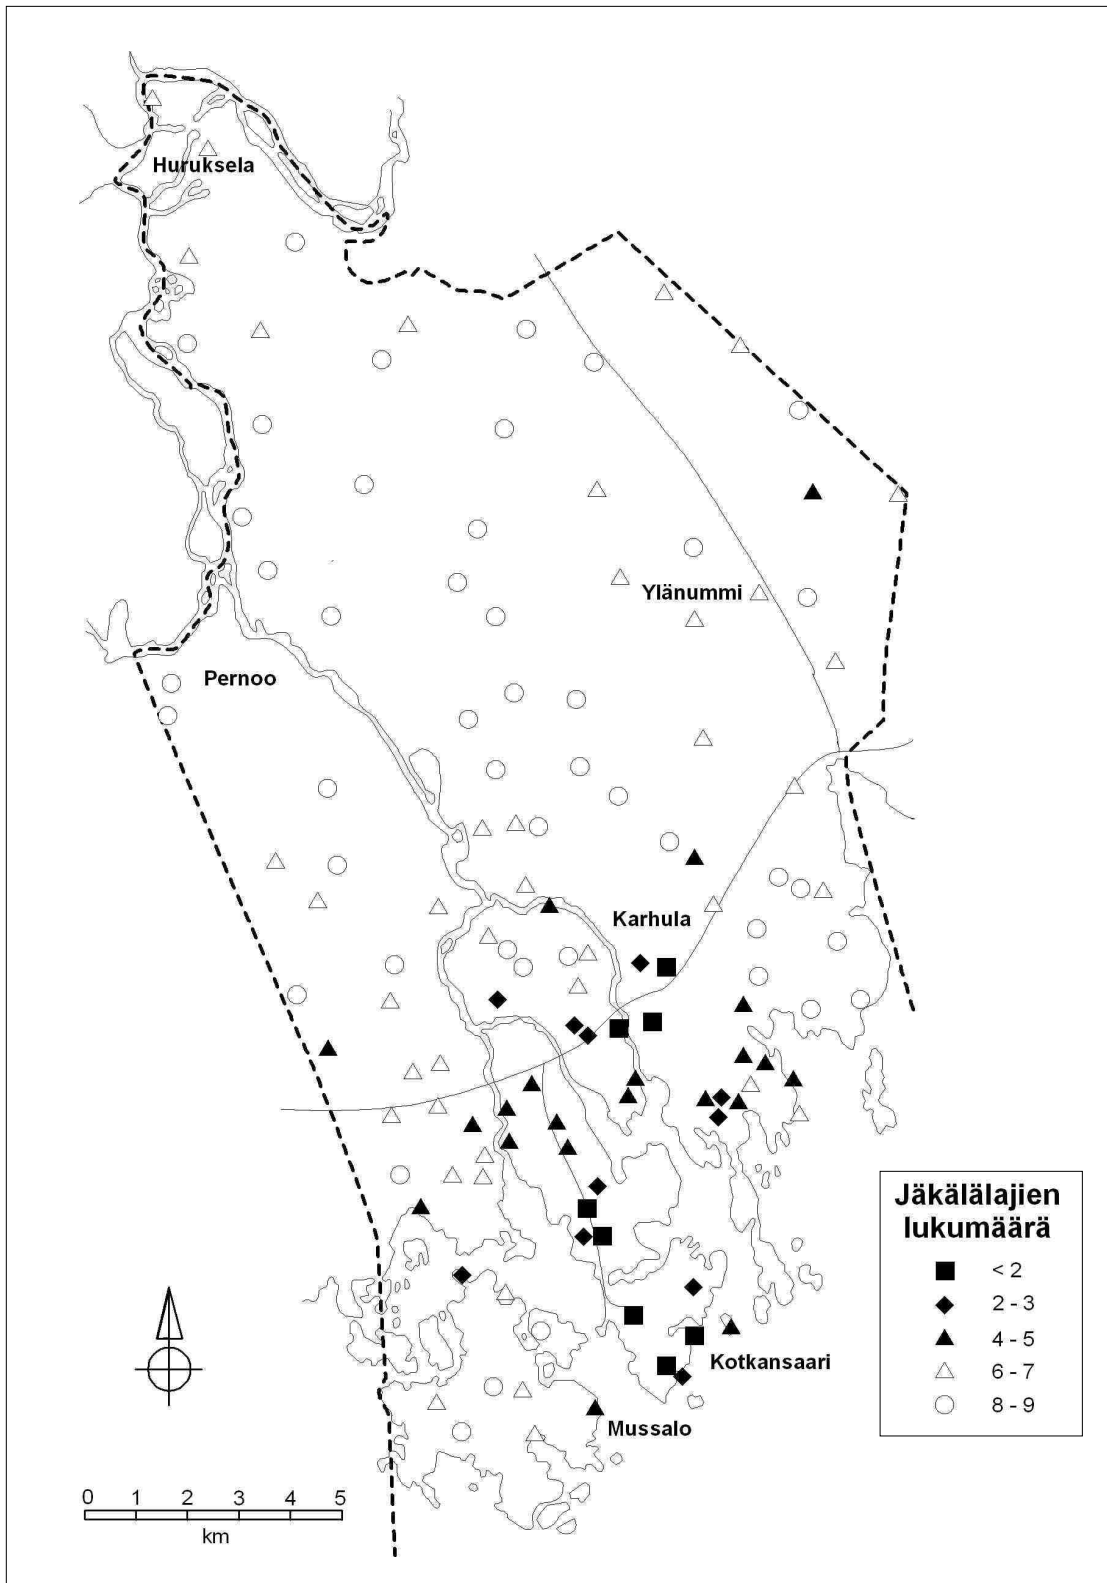 Huruksela
Ylänummi
Pernoo
Karhula
Jäkälälajien
lukumäärä
< 2
2 - 3
4 - 5
6 - 7
8 - 9
Kotkansaari
Mussalo
0 1 2 3 4 5
km